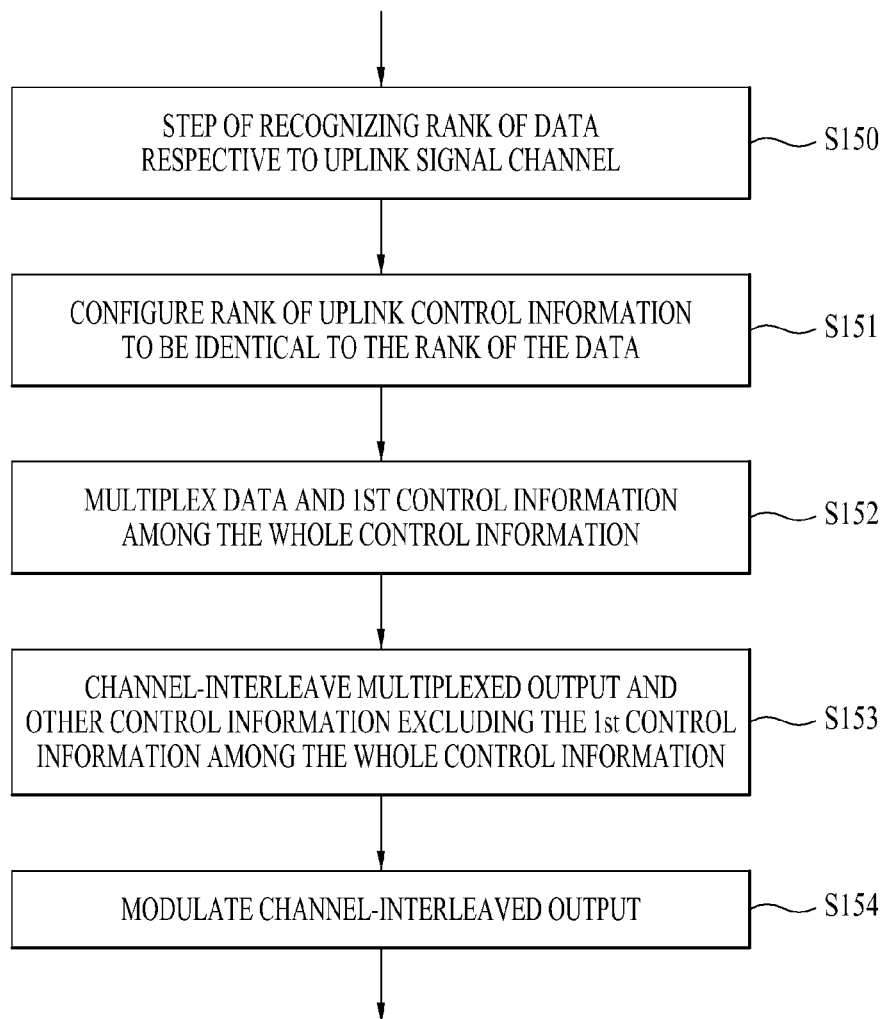 STEP OF RECOGNIZING RANK OF DATA
RESPECTIVE TO UPLINK SIGNAL CHANNEL
S150
CONFIGURE RANK OF UPLINK CONTROL INFORMATION
TO BE IDENTICAL TO THE RANK OF THE DATA
S151
MULTIPLEX DATA AND 1ST CONTROL INFORMATION
AMONG THE WHOLE CONTROL INFORMATION
S152
CHANNEL-INTERLEAVE MULTIPLEXED OUTPUT AND
OTHER CONTROL INFORMATION EXCLUDING THE 1st CONTROL
INFORMATION AMONG THE WHOLE CONTROL INFORMATION
S153
MODULATE CHANNEL-INTERLEAVED OUTPUT
S154